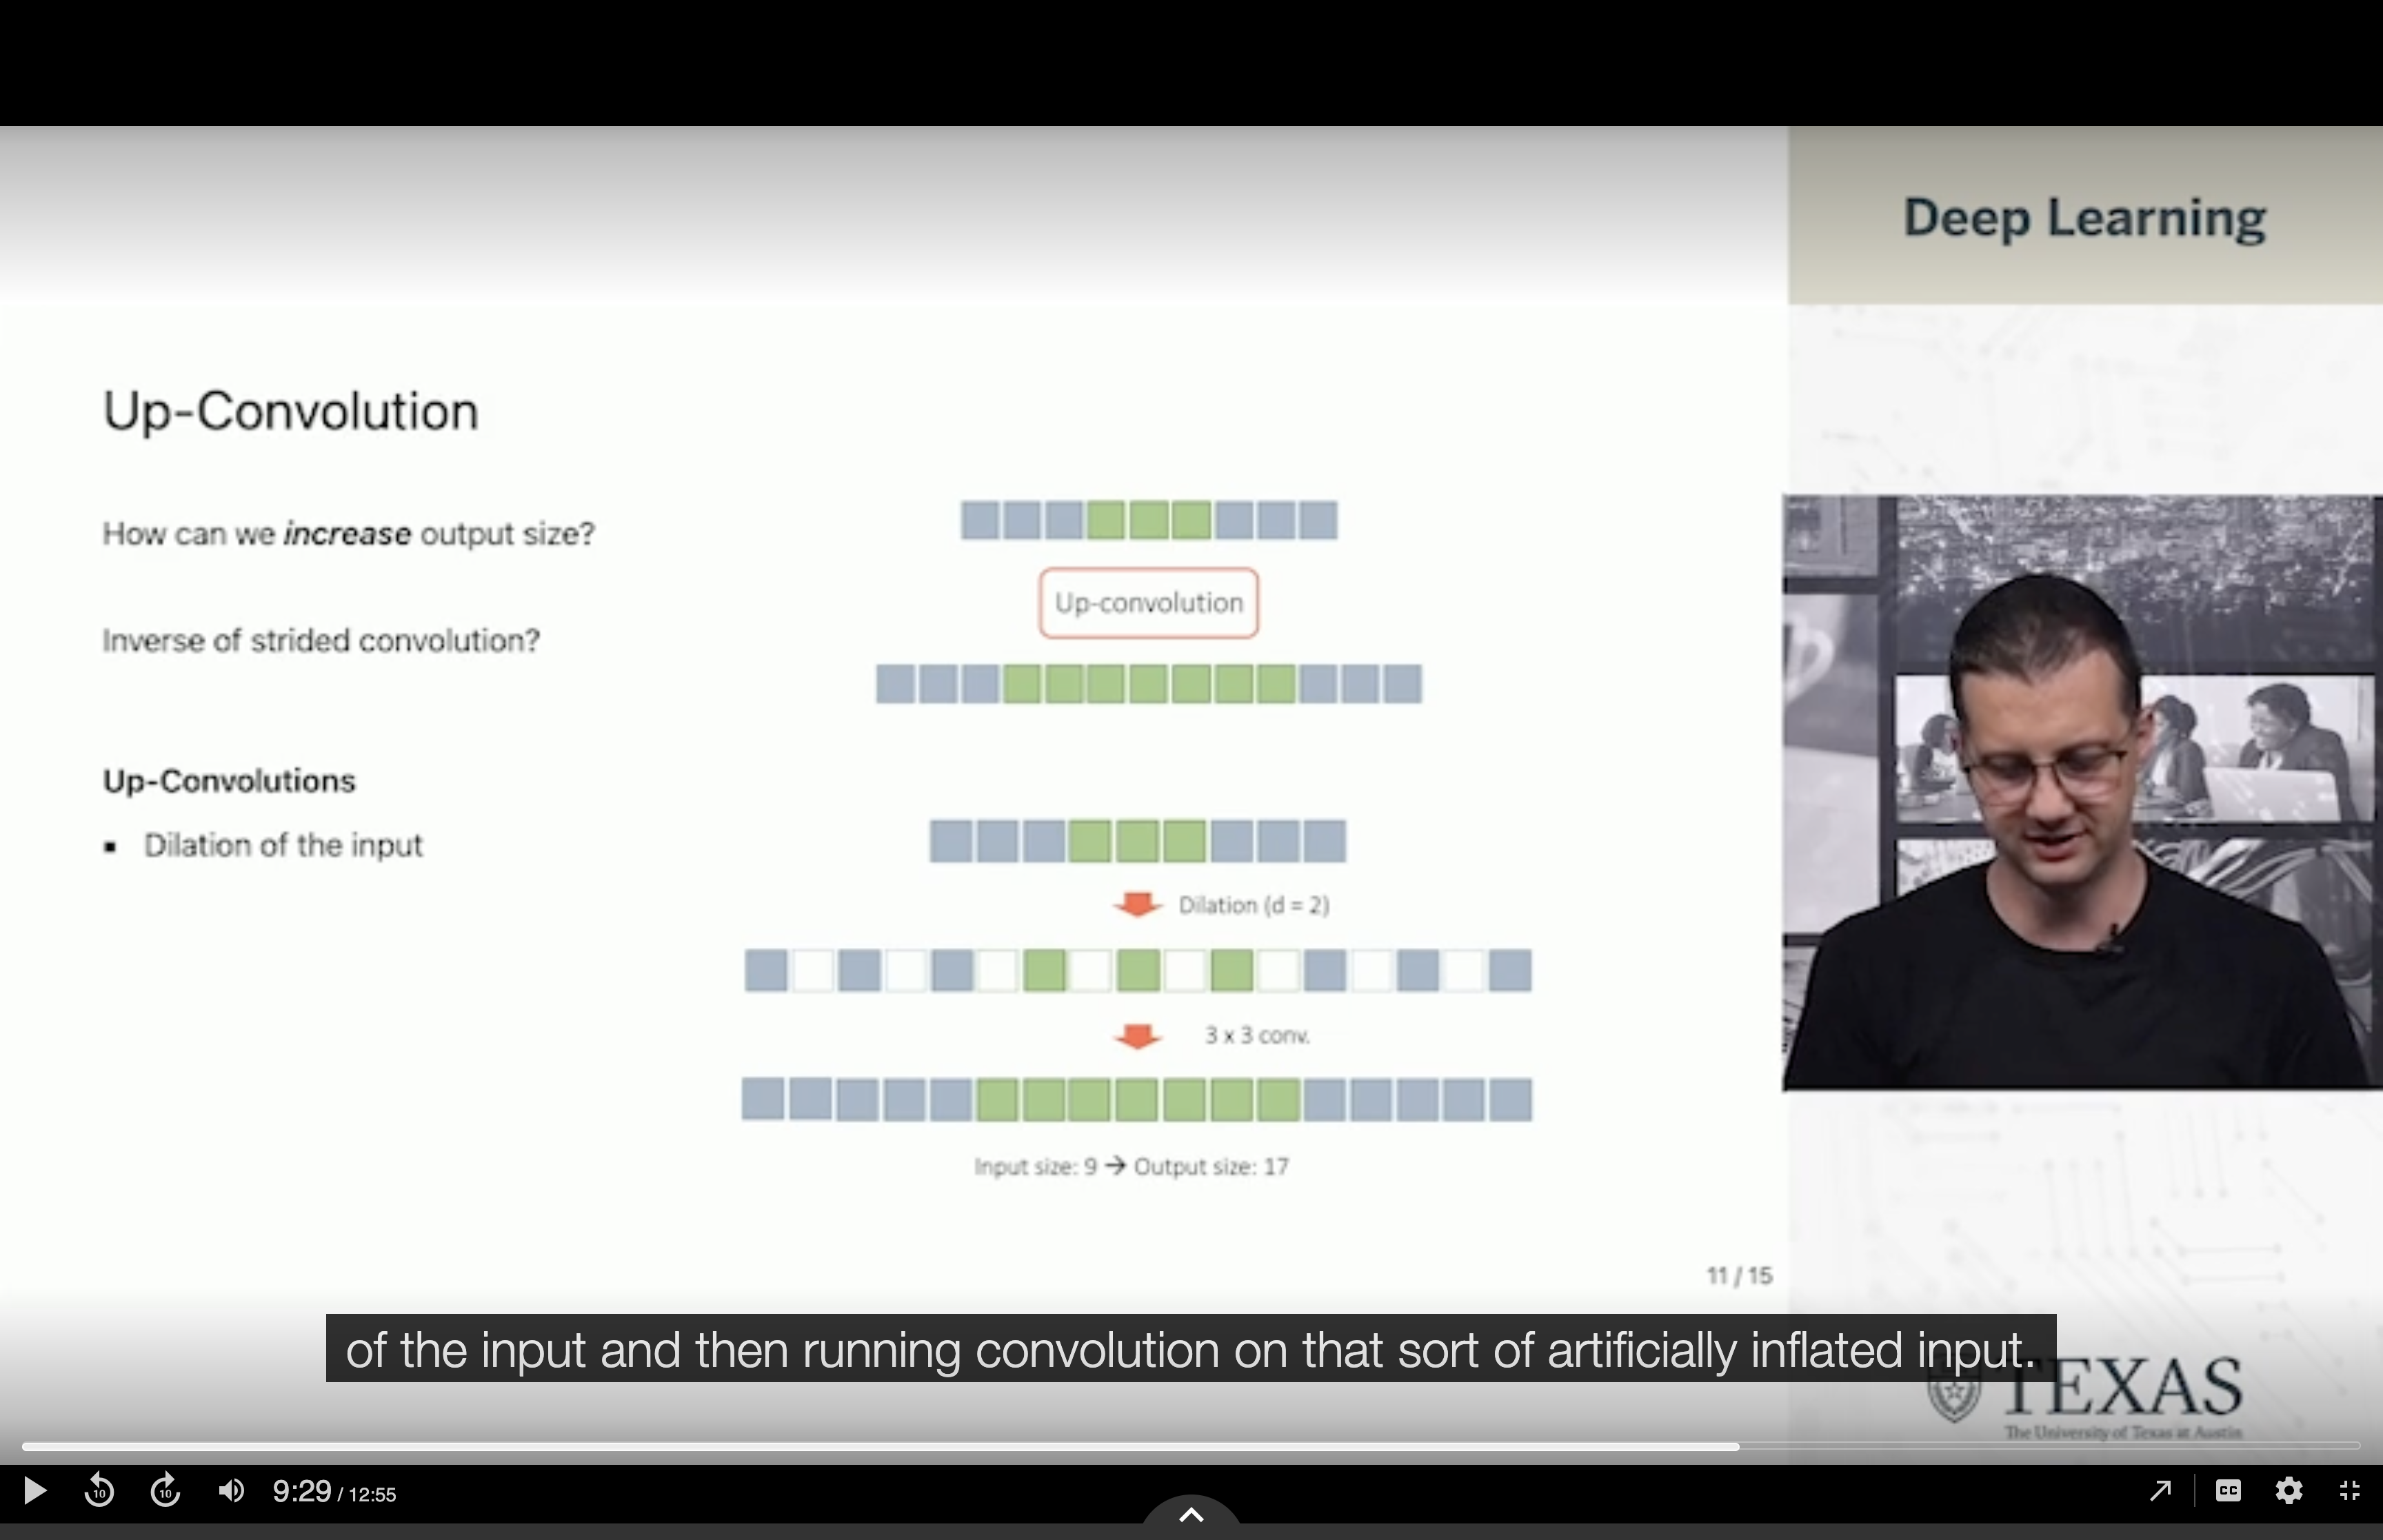 Deep Learning
Up-Convolution
How can we increase output size?
Inverse of strided convolution?
Up-Convolutions
▪ Dilation of the input
Up-convolution
Dilation (d = 2)
3 x 3 conv.
Input size: 9 → Output size: 17
11 / 15
of the input and then running convolution on that sort of artificially inflated input.
TEXAS
The University of Texas at Austin
10
10
9:29 / 12:55
CC